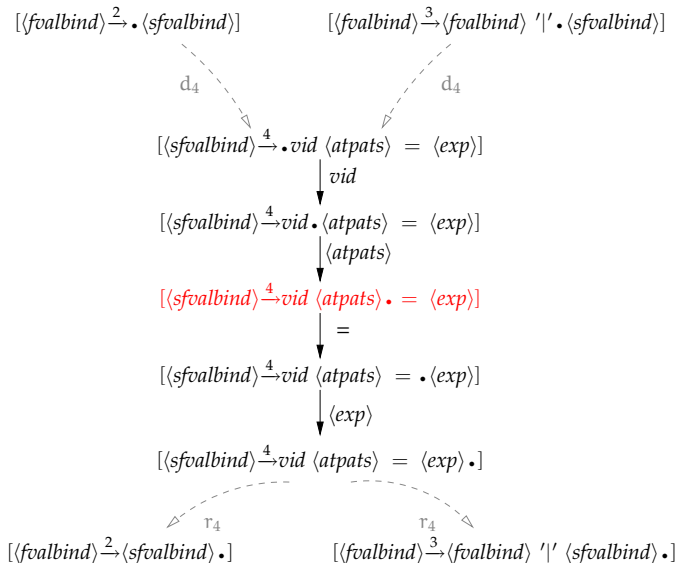 [⟨fvalbind⟩ 2→ • ⟨sfvalbind⟩] [⟨fvalbind⟩ 3→ ⟨fvalbind⟩ '|' • ⟨sfvalbind⟩]
d₄ d₄
[⟨sfvalbind⟩ 4→ • vid ⟨atpats⟩ = ⟨exp⟩]
vid
[⟨sfvalbind⟩ 4→ vid • ⟨atpats⟩ = ⟨exp⟩]
⟨atpats⟩
[⟨sfvalbind⟩ 4→ vid ⟨atpats⟩ • = ⟨exp⟩]
=
[⟨sfvalbind⟩ 4→ vid ⟨atpats⟩ = • ⟨exp⟩]
⟨exp⟩
[⟨sfvalbind⟩ 4→ vid ⟨atpats⟩ = ⟨exp⟩ •]
r₄ r₄
[⟨fvalbind⟩ 2→ ⟨sfvalbind⟩ •] [⟨fvalbind⟩ 3→ ⟨fvalbind⟩ '|' ⟨sfvalbind⟩ •]